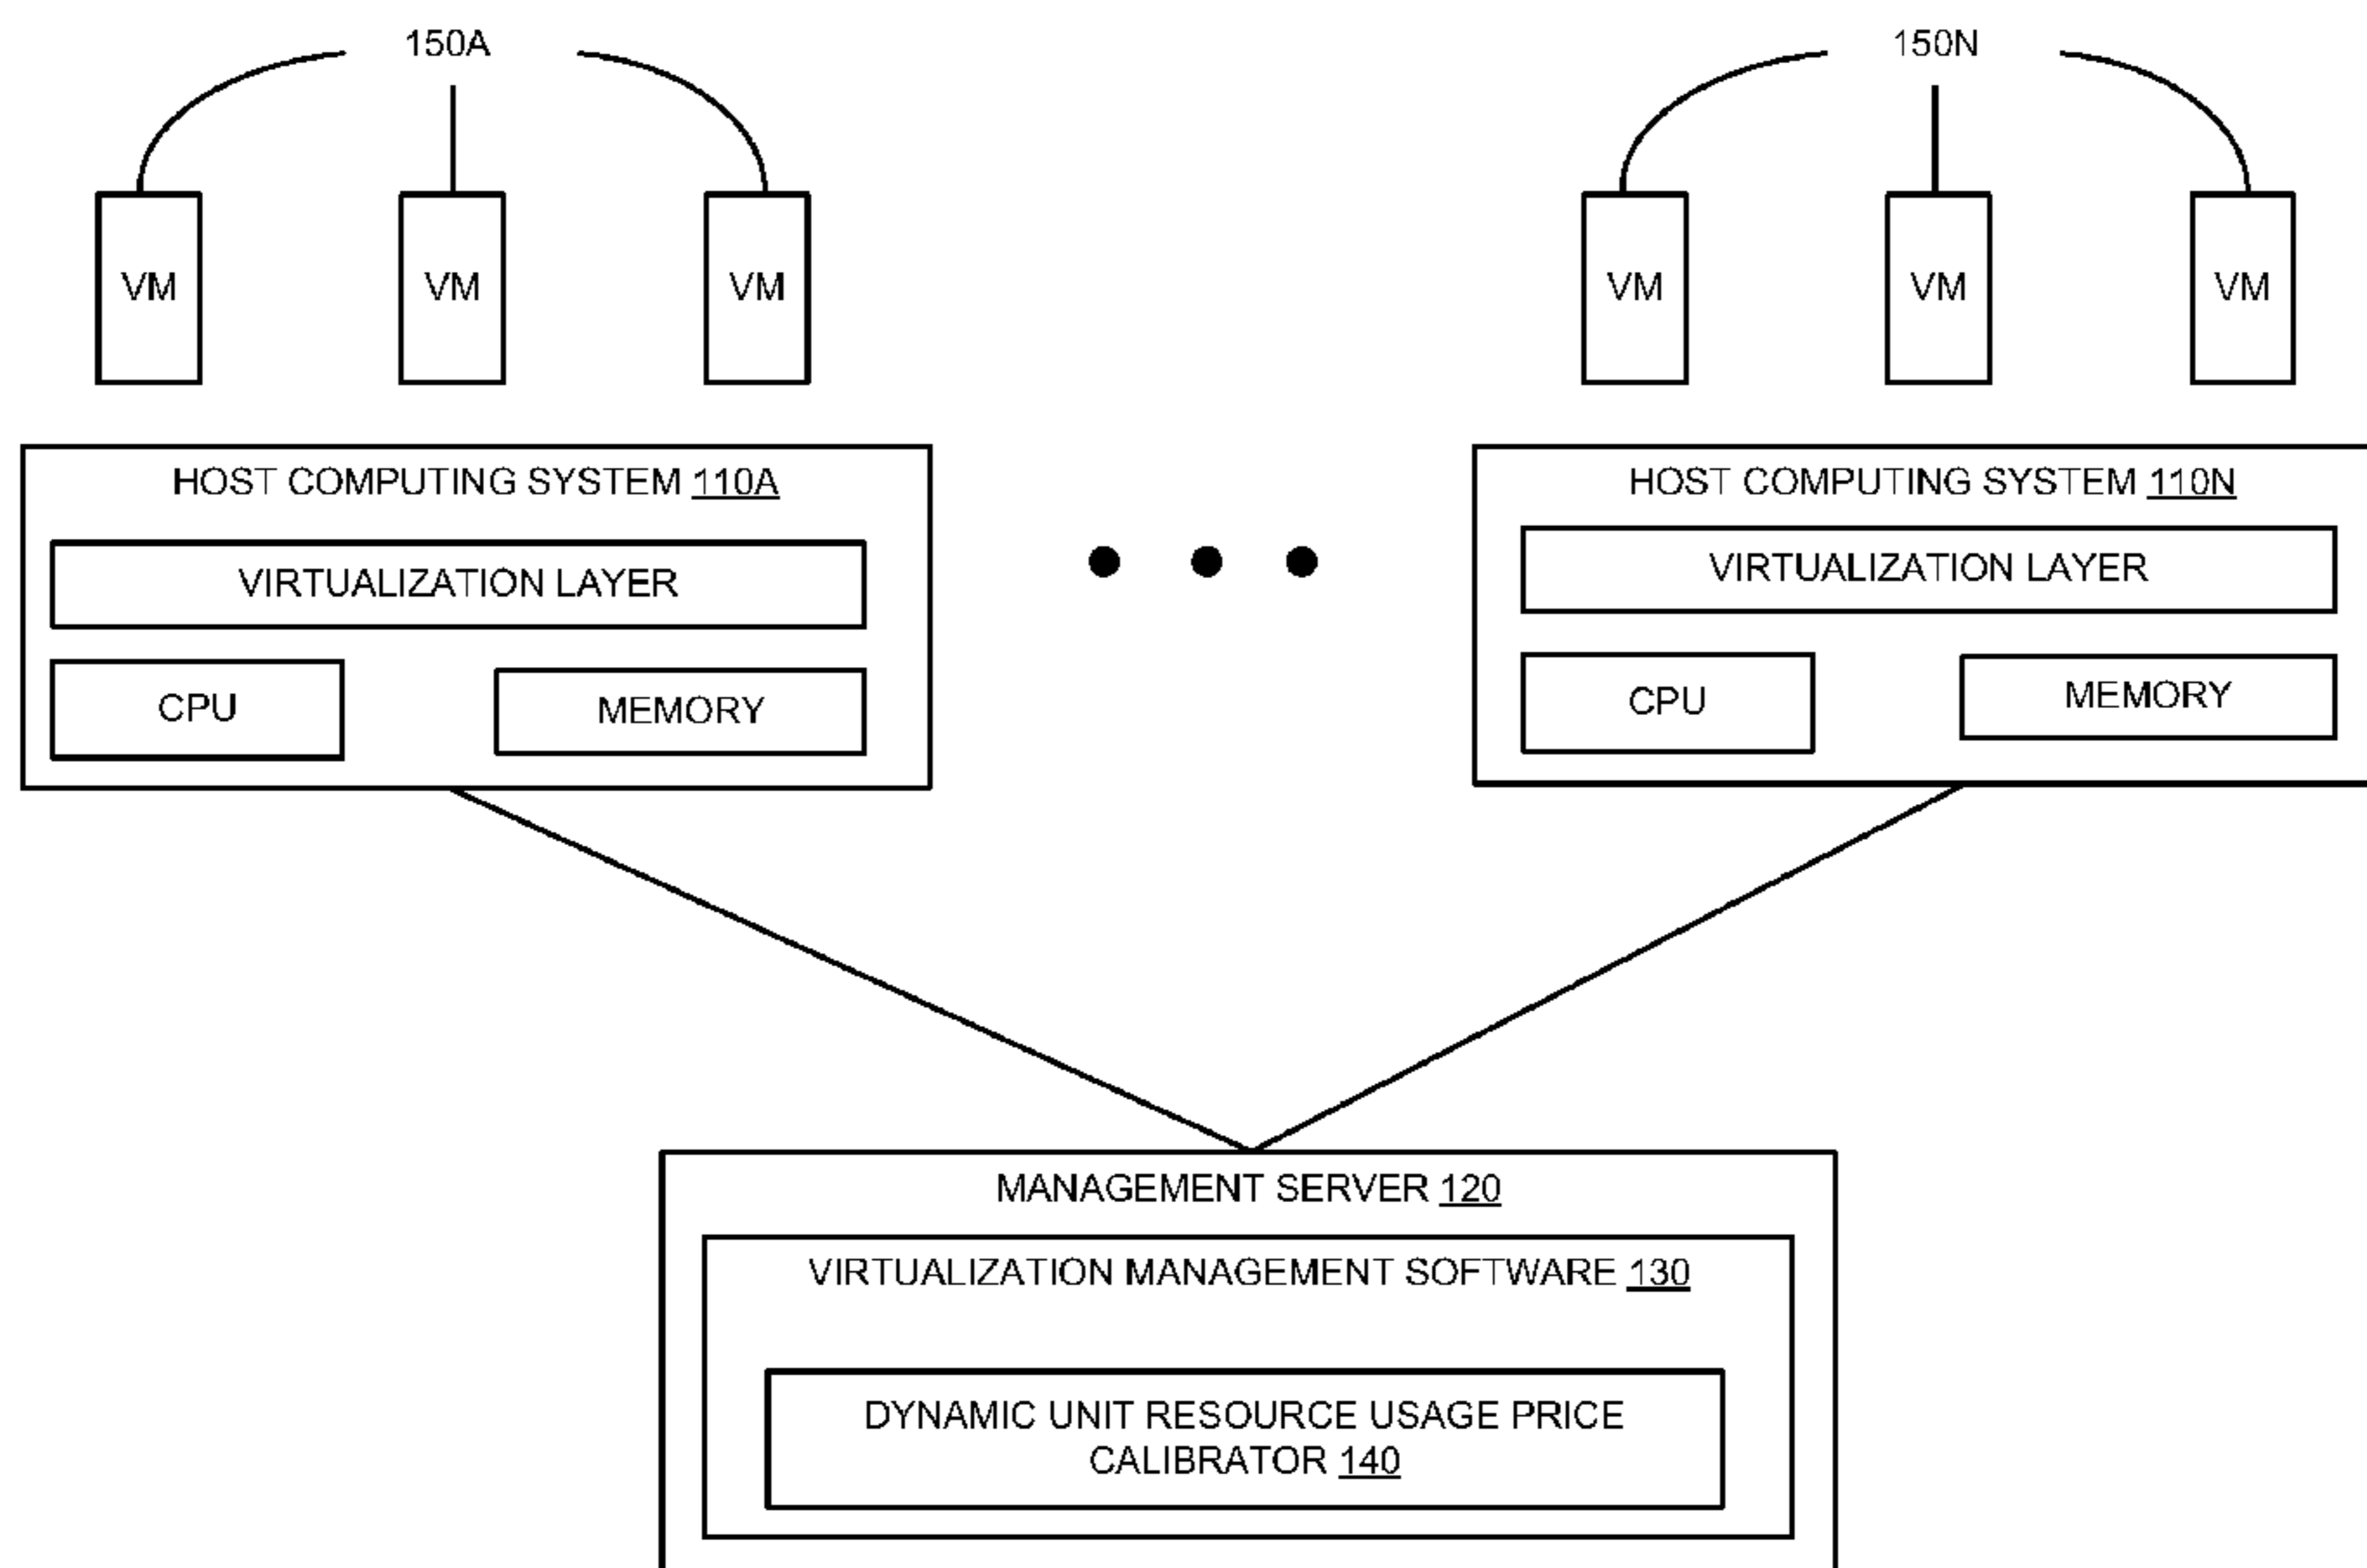 150A
150N
VM
VM
VM
VM
VM
VM
HOST COMPUTING SYSTEM 110A
VIRTUALIZATION LAYER
CPU
MEMORY
HOST COMPUTING SYSTEM 110N
VIRTUALIZATION LAYER
CPU
MEMORY
MANAGEMENT SERVER 120
VIRTUALIZATION MANAGEMENT SOFTWARE 130
DYNAMIC UNIT RESOURCE USAGE PRICE
CALIBRATOR 140